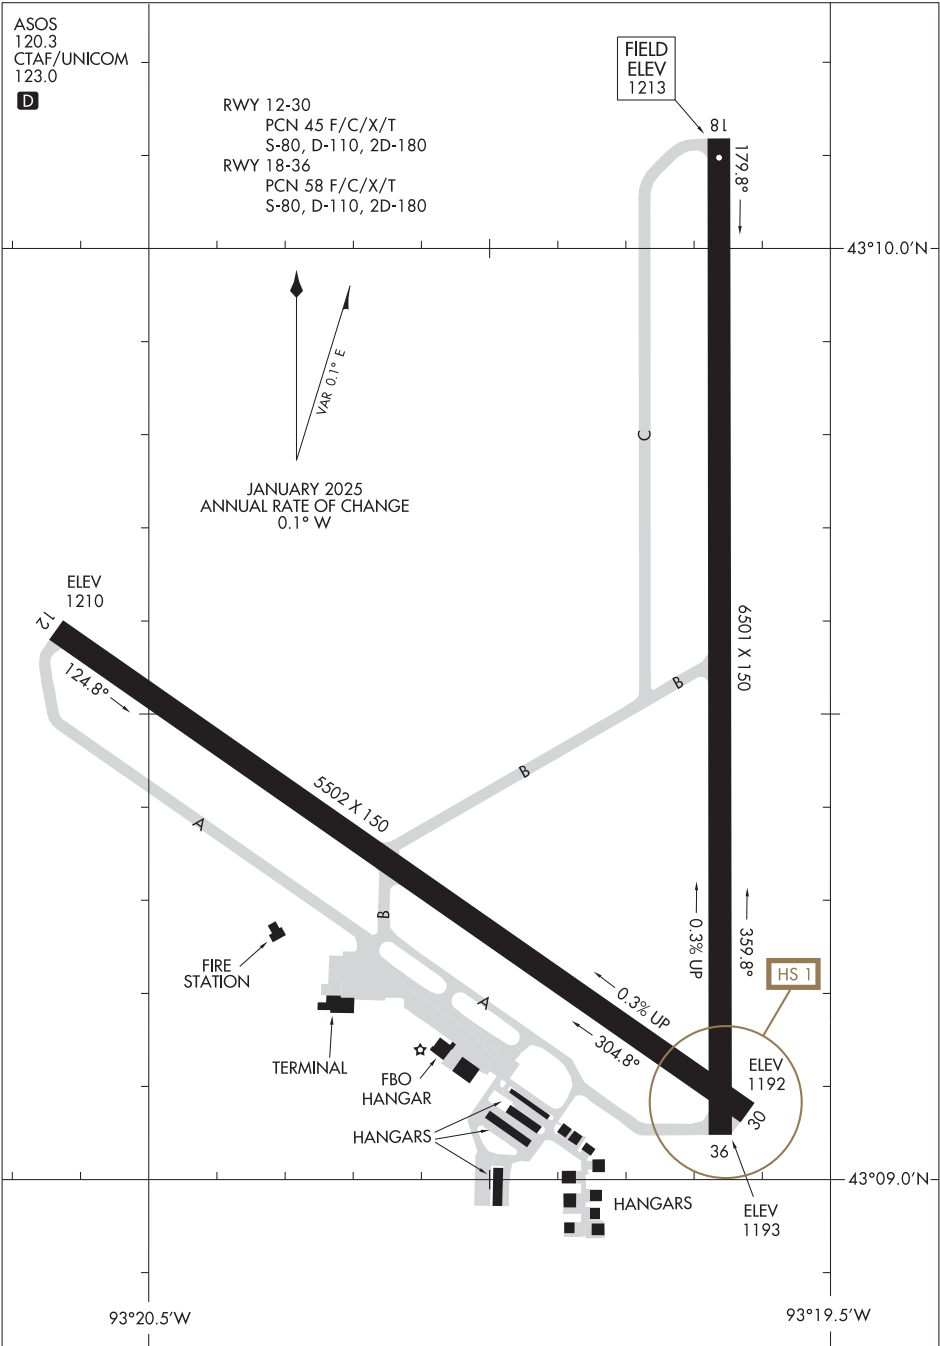 ASOS
120.3
CTAF/UNICOM
123.0
D
RWY 12-30
PCN 45 F/C/X/T
S-80, D-110, 2D-180
RWY 18-36
PCN 58 F/C/X/T
S-80, D-110, 2D-180
FIELD
ELEV
1213
18
179.8°
43°10.0'N
VAR 0.1° E
JANUARY 2025
ANNUAL RATE OF CHANGE
0.1° W
C
ELEV
1210
12
124.8°
6501 X 150
B
B
5502 X 150
A
B
FIRE
STATION
A
0.3% UP
359.8°
HS 1
0.3% UP
304.8°
TERMINAL
FBO
HANGAR
ELEV
1192
30
HANGARS
36
43°09.0'N
HANGARS
ELEV
1193
93°20.5'W
93°19.5'W